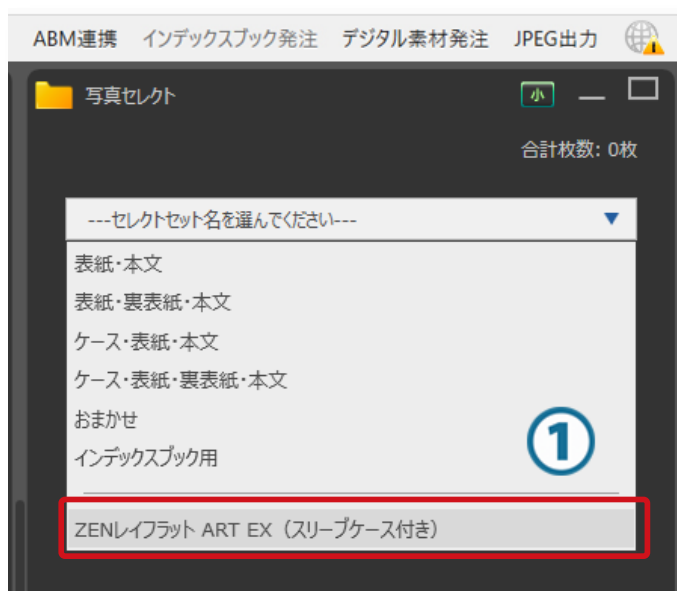 ABM連携 インデックスブック発注 デジタル素材発注 JPEG出力
写真セレクト 小
合計枚数: 0枚
---セレクトセット名を選んでください---
表紙・本文
表紙・裏表紙・本文
ケース・表紙・本文
ケース・表紙・裏表紙・本文
おまかせ
インデックスブック用
①
ZENレイフラット ART EX（スリーブケース付き）